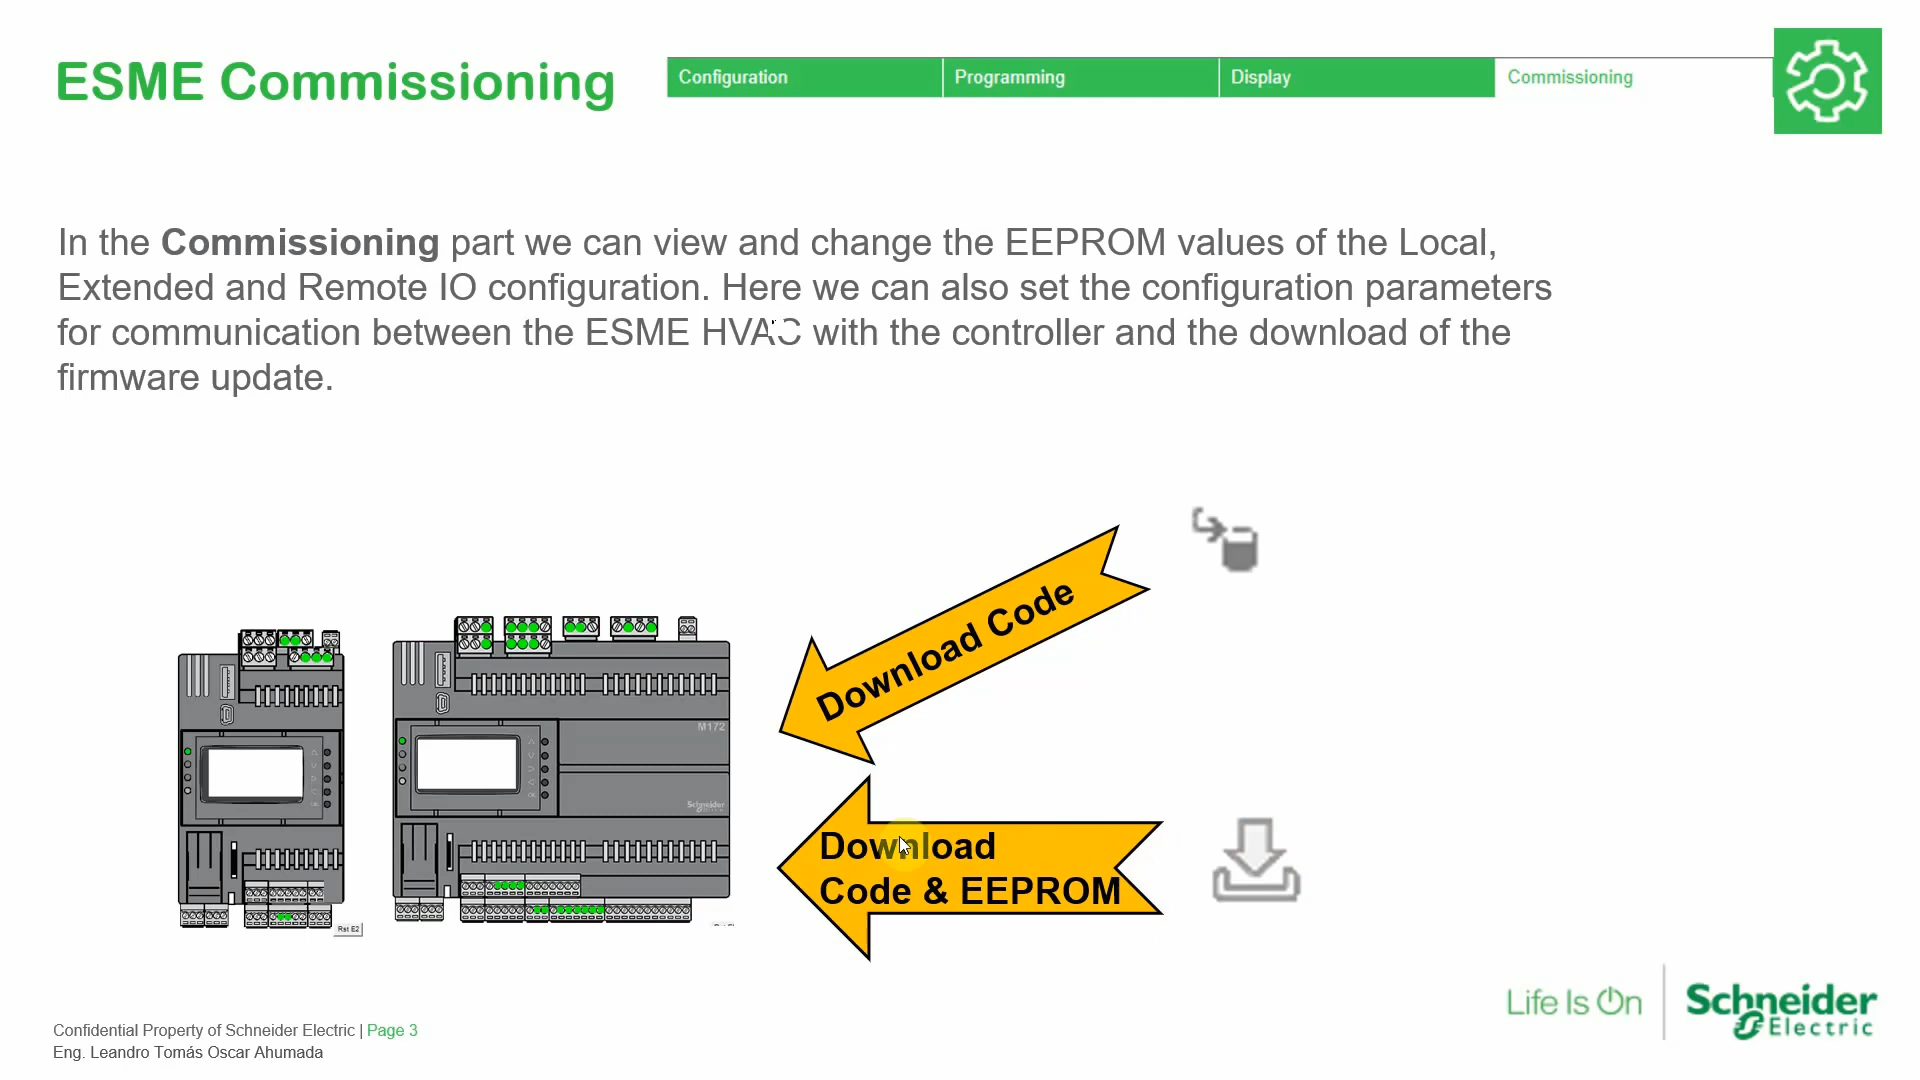 ESME Commissioning
Configuration
Programming
Display
Commissioning
In the Commissioning part we can view and change the EEPROM values of the Local,
Extended and Remote IO configuration. Here we can also set the configuration parameters
for communication between the ESME HVAC with the controller and the download of the
firmware update.
Download Code
M172
Schneider
Download
Code & EEPROM
Rst E2
Life Is On
Schneider
Electric
Confidential Property of Schneider Electric | Page 3
Eng. Leandro Tomás Oscar Ahumada